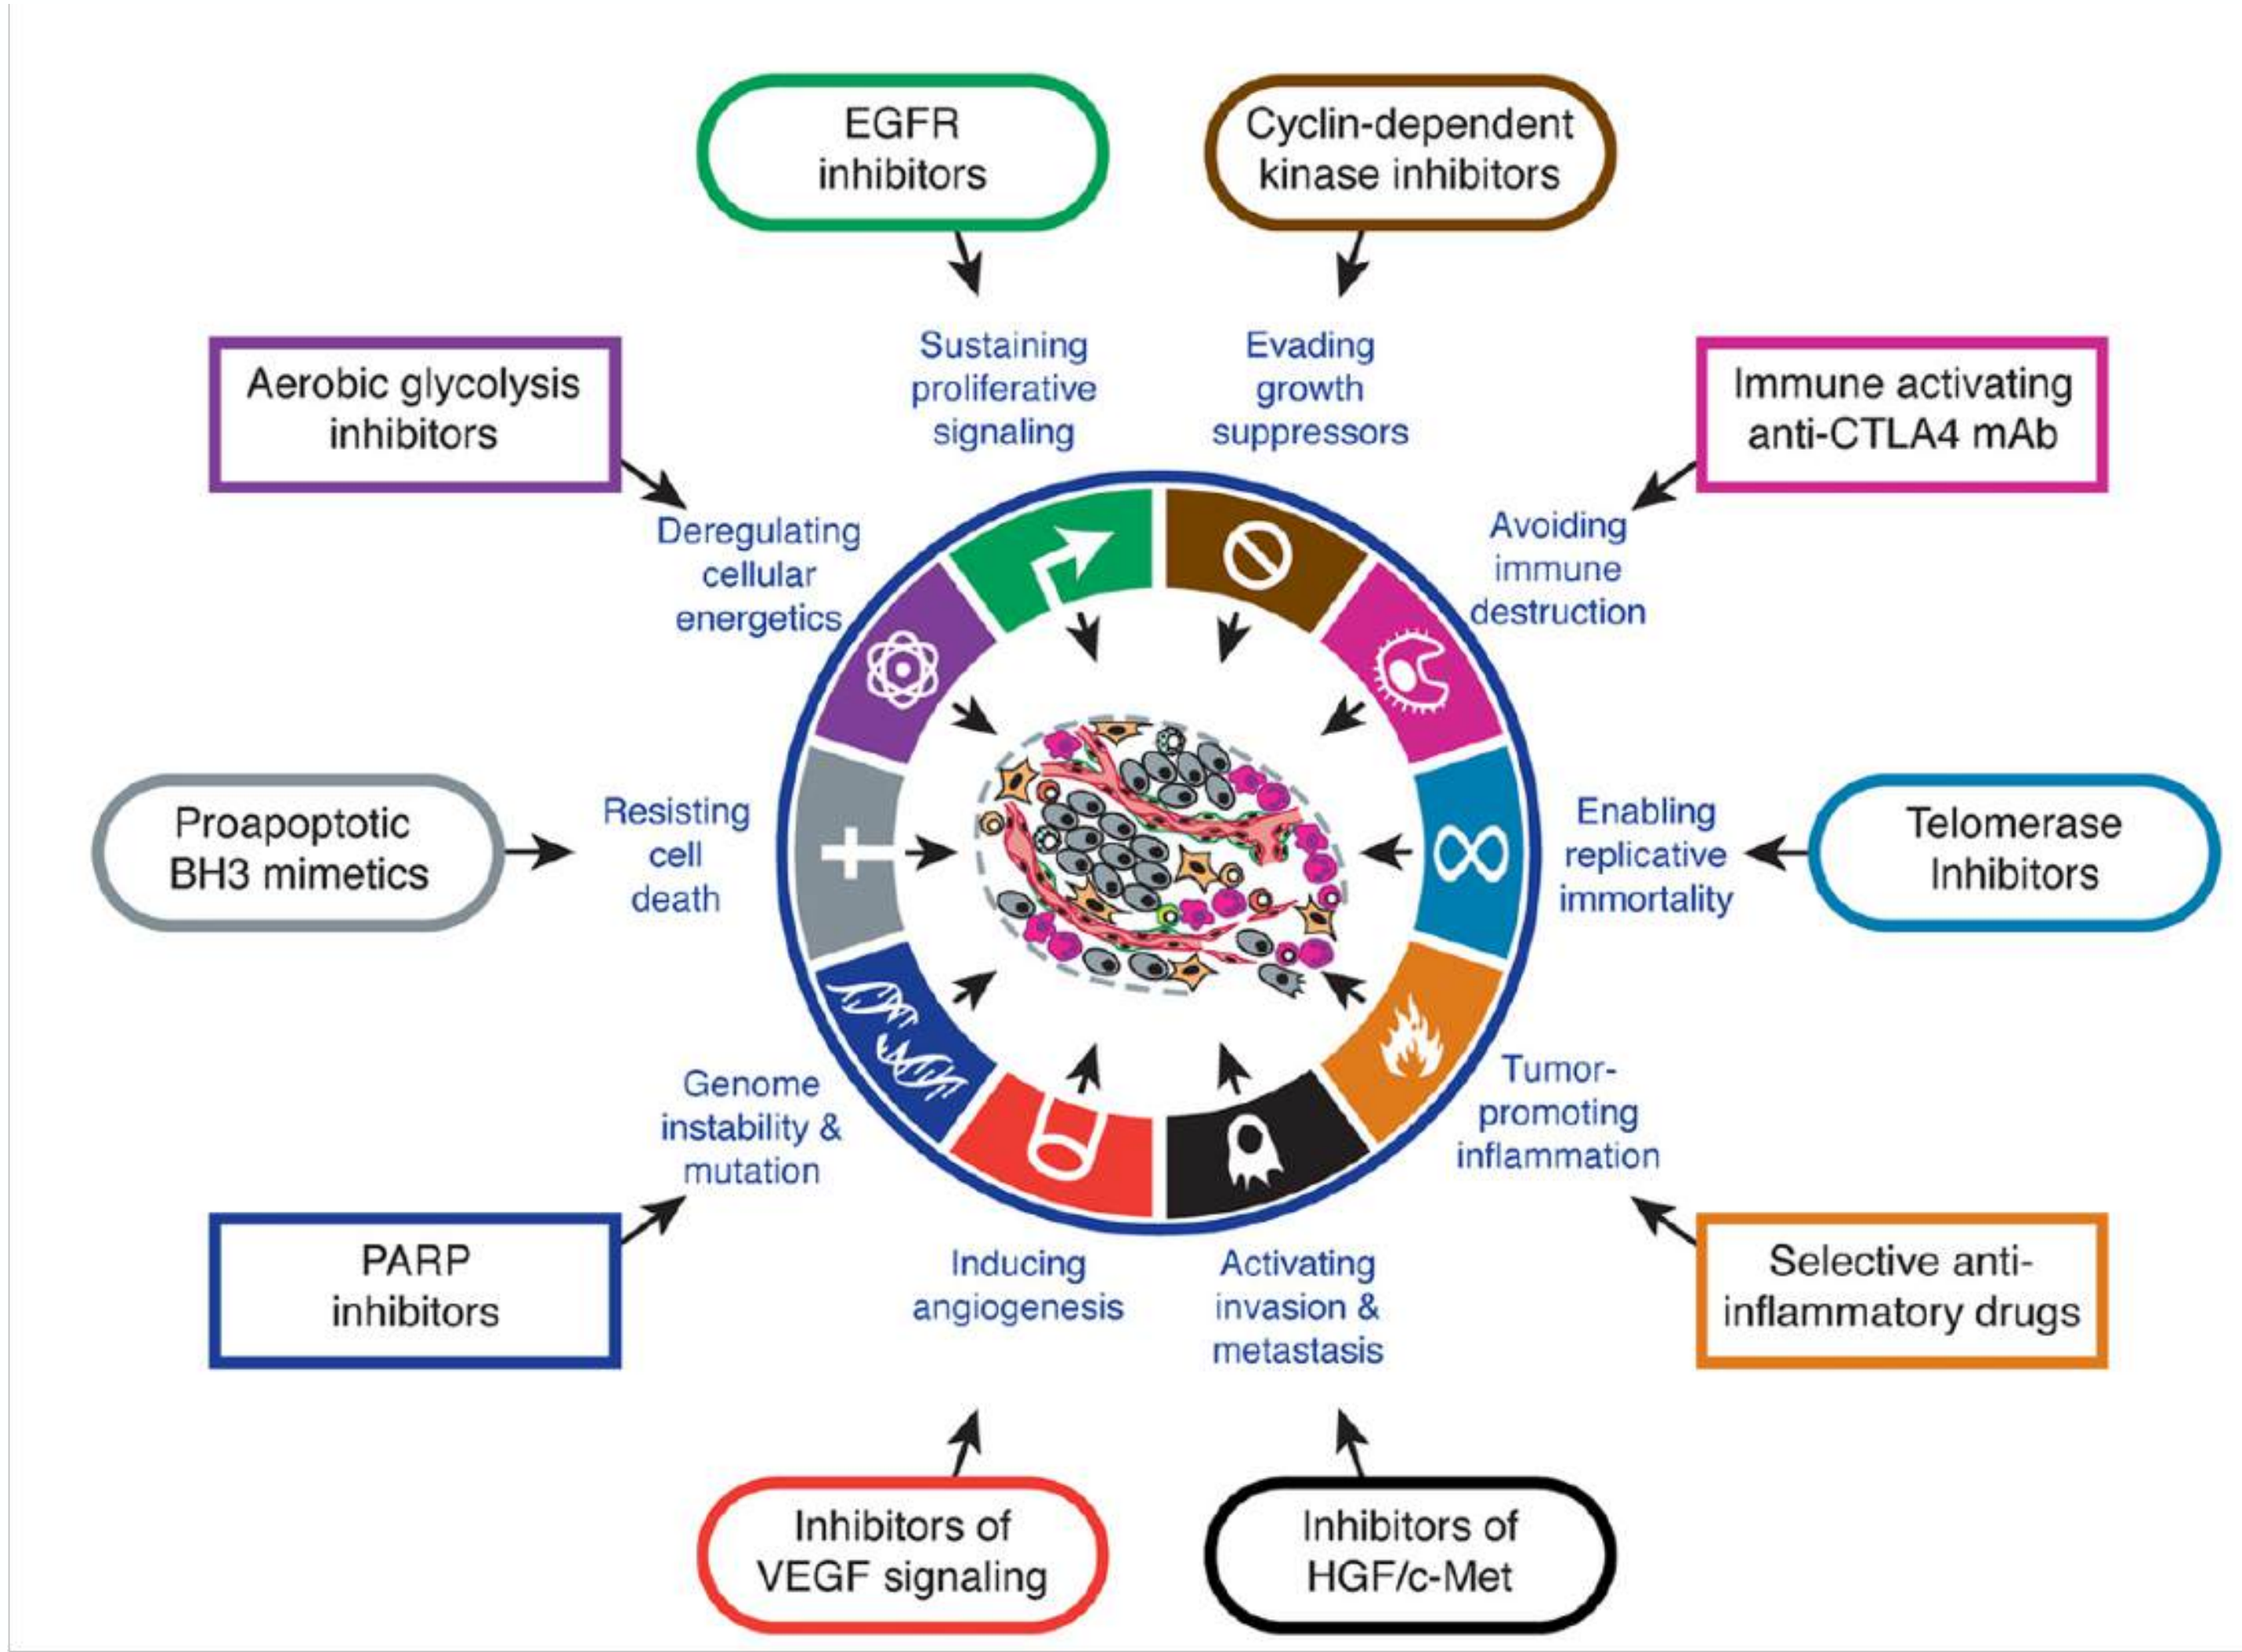 EGFR
inhibitors
Cyclin-dependent
kinase inhibitors
Aerobic glycolysis
inhibitors
Sustaining
proliferative
signaling
Evading
growth
suppressors
Immune activating
anti-CTLA4 mAb
Deregulating
cellular
energetics
Avoiding
immune
destruction
Proapoptotic
BH3 mimetics
Resisting
cell
death
Enabling
replicative
immortality
Telomerase
Inhibitors
Genome
instability &
mutation
Tumor-
promoting
inflammation
PARP
inhibitors
Inducing
angiogenesis
Activating
invasion &
metastasis
Selective anti-
inflammatory drugs
Inhibitors of
VEGF signaling
Inhibitors of
HGF/c-Met